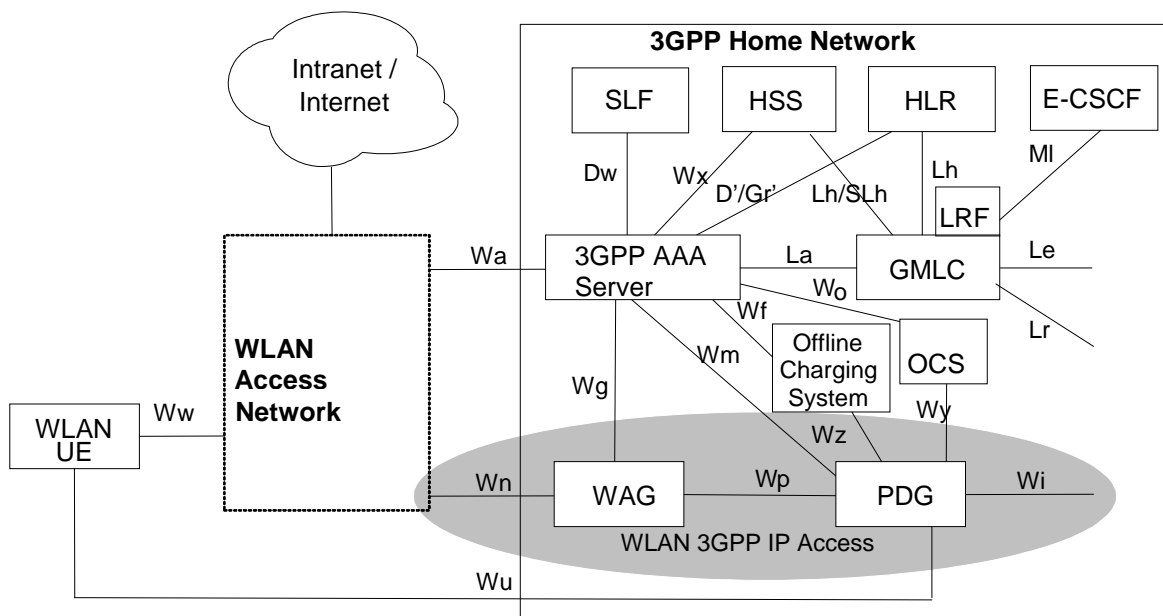 3GPP Home Network
Intranet /
Internet
SLF
HSS
HLR
E-CSCF
Dw
Wx
D'/Gr'
Lh/SLh
Lh
Ml
LRF
Wa
3GPP AAA
Server
La
GMLC
Le
Wo
Wf
Lr
WLAN
Access
Network
Wg
Wm
Offline
Charging
System
OCS
Wy
WLAN
UE
Ww
Wz
Wn
WAG
Wp
PDG
Wi
WLAN 3GPP IP Access
Wu